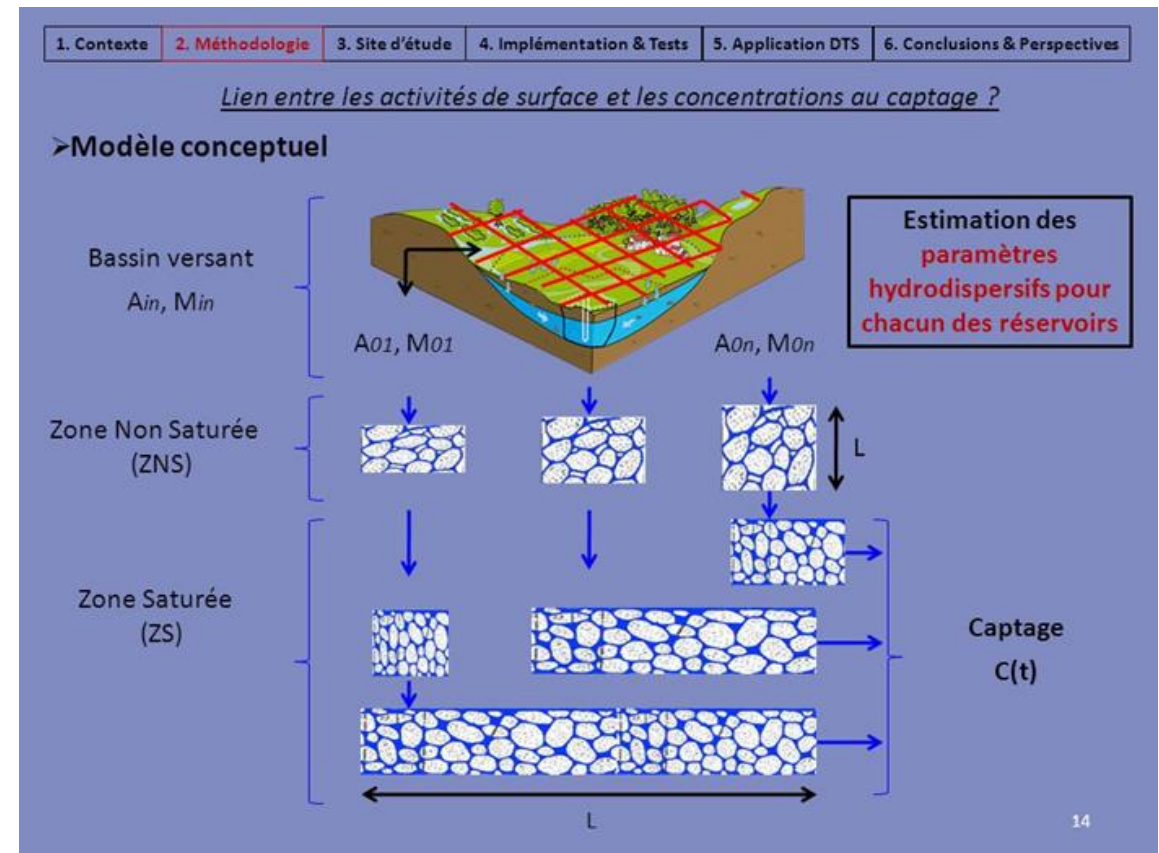 1. Contexte
2. Méthodologie
3. Site d'étude
4. Implémentation & Tests
5. Application DTS
6. Conclusions & Perspectives
Lien entre les activités de surface et les concentrations au captage ?
➢Modèle conceptuel
Bassin versant
Ain, Min
A01, M01
A0n, M0n
Estimation des
paramètres
hydrodispersifs pour
chacun des réservoirs
Zone Non Saturée
(ZNS)
L
Zone Saturée
(ZS)
Captage
C(t)
L
14